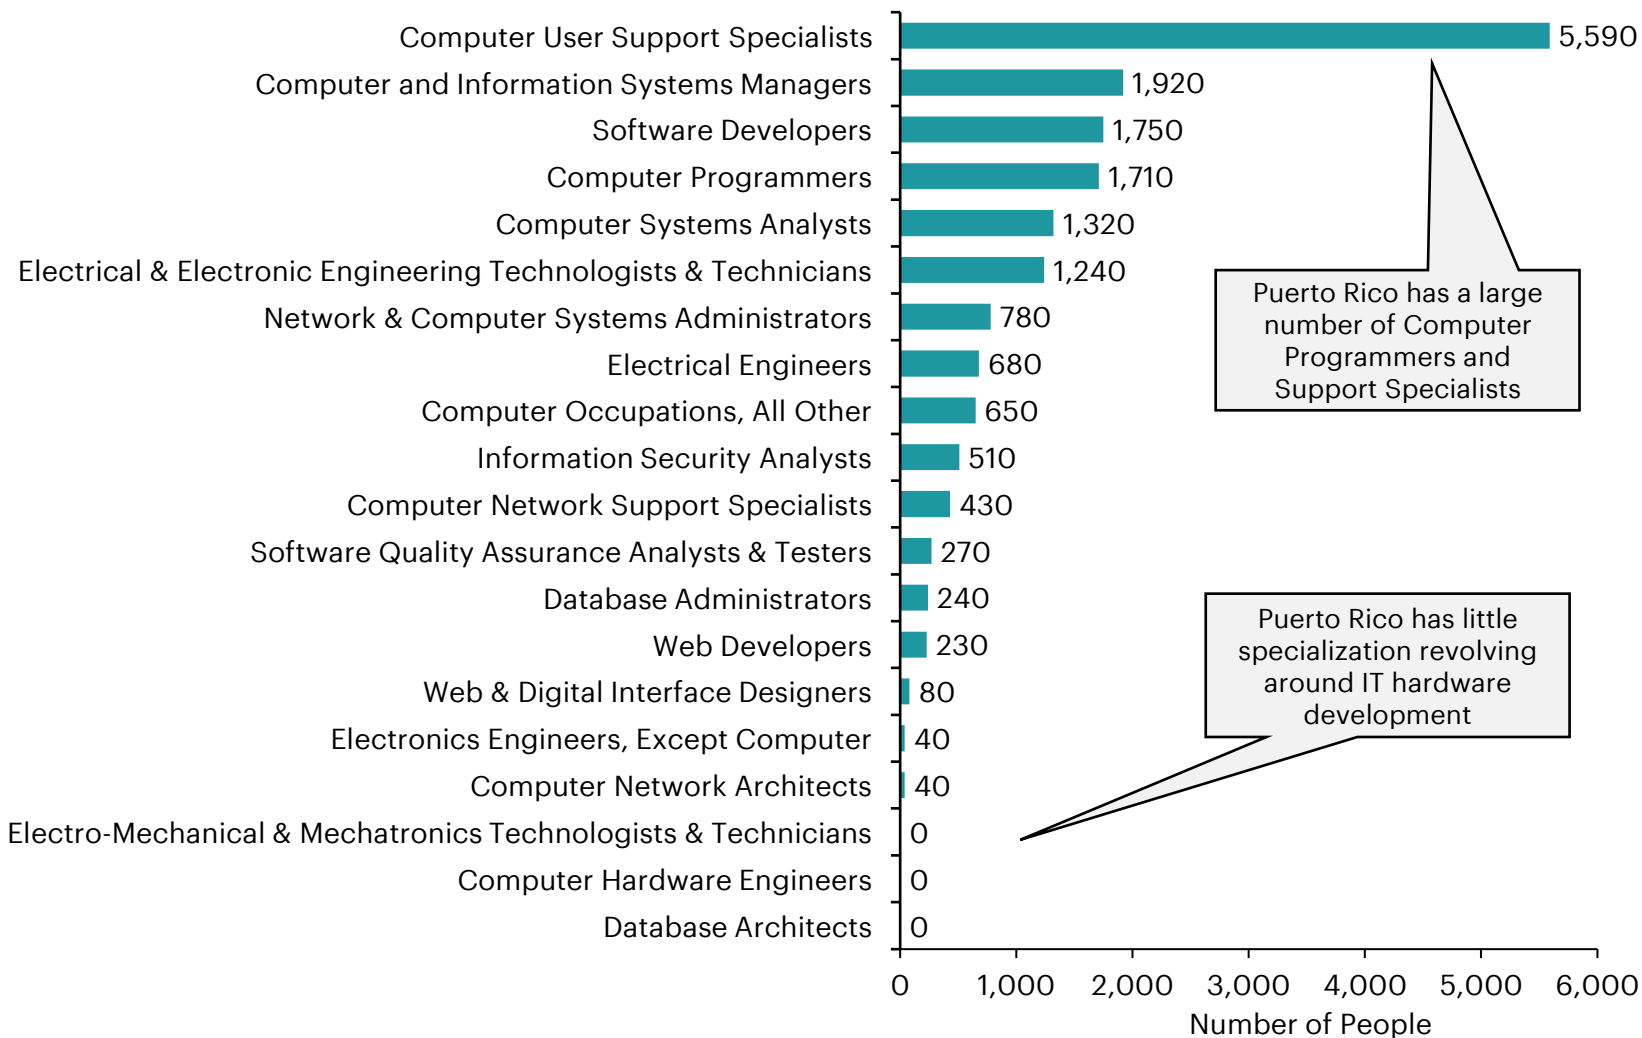 Computer User Support Specialists 5,590
Computer and Information Systems Managers 1,920
Software Developers 1,750
Computer Programmers 1,710
Computer Systems Analysts 1,320
Electrical & Electronic Engineering Technologists & Technicians 1,240
Network & Computer Systems Administrators 780
Electrical Engineers 680
Computer Occupations, All Other 650
Information Security Analysts 510
Computer Network Support Specialists 430
Software Quality Assurance Analysts & Testers 270
Database Administrators 240
Web Developers 230
Web & Digital Interface Designers 80
Electronics Engineers, Except Computer 40
Computer Network Architects 40
Electro-Mechanical & Mechatronics Technologists & Technicians 0
Computer Hardware Engineers 0
Database Architects 0
Puerto Rico has a large
number of Computer
Programmers and
Support Specialists
Puerto Rico has little
specialization revolving
around IT hardware
development
0 1,000 2,000 3,000 4,000 5,000 6,000
Number of People